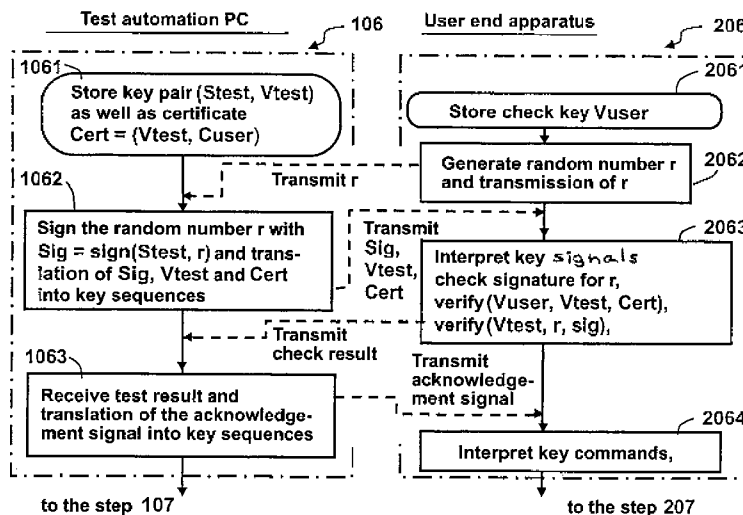 Test automation PC
User end apparatus
106
206
1061
Store key pair (Stest, Vtest)
as well as certificate
Cert = {Vtest, Cuser)
2061
Store check key Vuser
Transmit r
Generate random number r
and transmission of r
2062
1062
Sign the random number r with
Sig = sign(Stest, r) and trans-
lation of Sig, Vtest and Cert
into key sequences
Transmit
Sig,
Vtest,
Cert
2063
Interpret key signals
check signature for r,
verify(Vuser, Vtest, Cert),
verify(Vtest, r, sig),
Transmit
check result
1063
Receive test result and
translation of the acknowledge-
ment signal into key sequences
Transmit
acknowledge-
ment signal
2064
Interpret key commands,
to the step 107
to the step 207